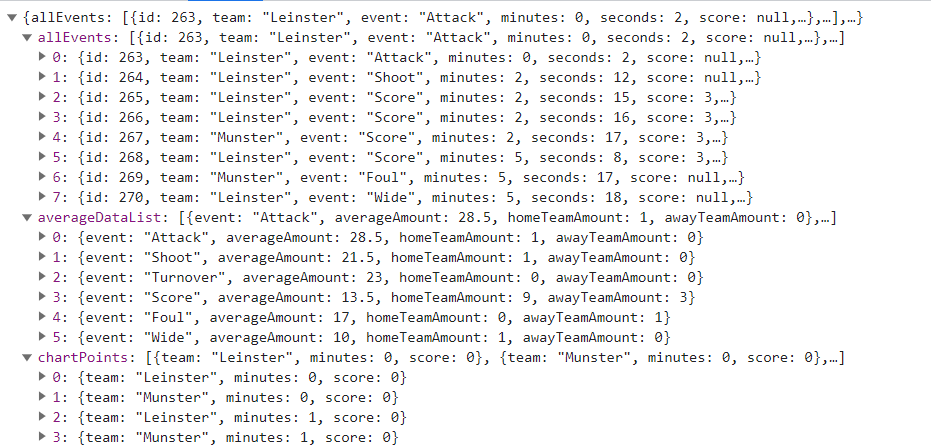 ▼ {allEvents: [{id: 263, team: "Leinster", event: "Attack", minutes: 0, seconds: 2, score: null,…},…],…}
▼ allEvents: [{id: 263, team: "Leinster", event: "Attack", minutes: 0, seconds: 2, score: null,…},…]
▶ 0: {id: 263, team: "Leinster", event: "Attack", minutes: 0, seconds: 2, score: null,…}
▶ 1: {id: 264, team: "Leinster", event: "Shoot", minutes: 2, seconds: 12, score: null,…}
▶ 2: {id: 265, team: "Leinster", event: "Score", minutes: 2, seconds: 15, score: 3,…}
▶ 3: {id: 266, team: "Leinster", event: "Score", minutes: 2, seconds: 16, score: 3,…}
▶ 4: {id: 267, team: "Munster", event: "Score", minutes: 2, seconds: 17, score: 3,…}
▶ 5: {id: 268, team: "Leinster", event: "Score", minutes: 5, seconds: 8, score: 3,…}
▶ 6: {id: 269, team: "Munster", event: "Foul", minutes: 5, seconds: 17, score: null,…}
▶ 7: {id: 270, team: "Leinster", event: "Wide", minutes: 5, seconds: 18, score: null,…}
▼ averageDataList: [{event: "Attack", averageAmount: 28.5, homeTeamAmount: 1, awayTeamAmount: 0},…]
▶ 0: {event: "Attack", averageAmount: 28.5, homeTeamAmount: 1, awayTeamAmount: 0}
▶ 1: {event: "Shoot", averageAmount: 21.5, homeTeamAmount: 1, awayTeamAmount: 0}
▶ 2: {event: "Turnover", averageAmount: 23, homeTeamAmount: 0, awayTeamAmount: 0}
▶ 3: {event: "Score", averageAmount: 13.5, homeTeamAmount: 9, awayTeamAmount: 3}
▶ 4: {event: "Foul", averageAmount: 17, homeTeamAmount: 0, awayTeamAmount: 1}
▶ 5: {event: "Wide", averageAmount: 10, homeTeamAmount: 1, awayTeamAmount: 0}
▼ chartPoints: [{team: "Leinster", minutes: 0, score: 0}, {team: "Munster", minutes: 0, score: 0},…]
▶ 0: {team: "Leinster", minutes: 0, score: 0}
▶ 1: {team: "Munster", minutes: 0, score: 0}
▶ 2: {team: "Leinster", minutes: 1, score: 0}
▶ 3: {team: "Munster", minutes: 1, score: 0}